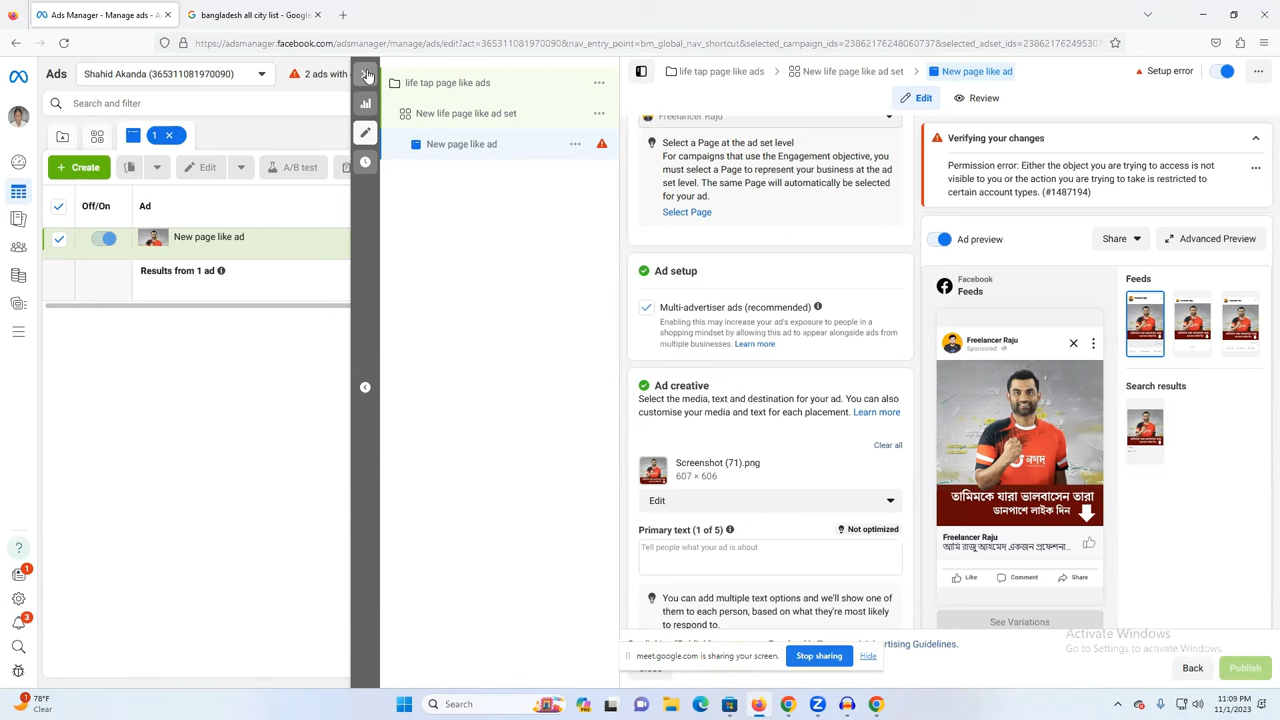 Ads Manager - Manage ads - A
bangladesh all city list - Google
https://adsmanager.facebook.com/adsmanager/manage/ads/edit?act=365311081970090&nav_entry_point=bm_global_nav_shortcut&selected_campaign_ids=23862176248060737&selected_adset_ids=2386217624495307
Ads
Shahid Akanda (365311081970090)
2 ads with
Search and filter
1
Create
Edit
A/B test
Off/On
Ad
New page like ad
Results from 1 ad
1
3
life tap page like ads
New life page like ad set
New page like ad
life tap page like ads
New life page like ad set
New page like ad
Setup error
Edit
Review
Freelancer Raju
Select a Page at the ad set level
For campaigns that use the Engagement objective, you
must select a Page to represent your business at the ad
set level. The same Page will automatically be selected
for your ad.
Select Page
Ad setup
Multi-advertiser ads (recommended)
Enabling this may increase your ad's exposure to people in a
shopping mindset by allowing this ad to appear alongside ads from
multiple businesses. Learn more
Ad creative
Select the media, text and destination for your ad. You can also
customise your media and text for each placement. Learn more
Clear all
Screenshot (71).png
607 × 606
Edit
Primary text (1 of 5)
Not optimized
Tell people what your ad is about
You can add multiple text options and we'll show one of
them to each person, based on what they're most likely
to respond to.
Verifying your changes
Permission error: Either the object you are trying to access is not
visible to you or the action you are trying to take is restricted to
certain account types. (#1487194)
Ad preview
Share
Advanced Preview
Facebook
Feeds
Freelancer Raju
Sponsored
নগদ
তামিমকে যারা ভালবাসেন তারা
ডানপাশে লাইক দিন
Freelancer Raju
আমি রাজু আহমেদ একজন প্রফেশনা...
Like
Comment
Share
See Variations
Feeds
Search results
Advertising Guidelines.
meet.google.com is sharing your screen.
Stop sharing
Hide
Close
Activate Windows
Go to Settings to activate Windows.
Back
Publish
1
78°F
Clear
Search
11:09 PM
11/1/2023